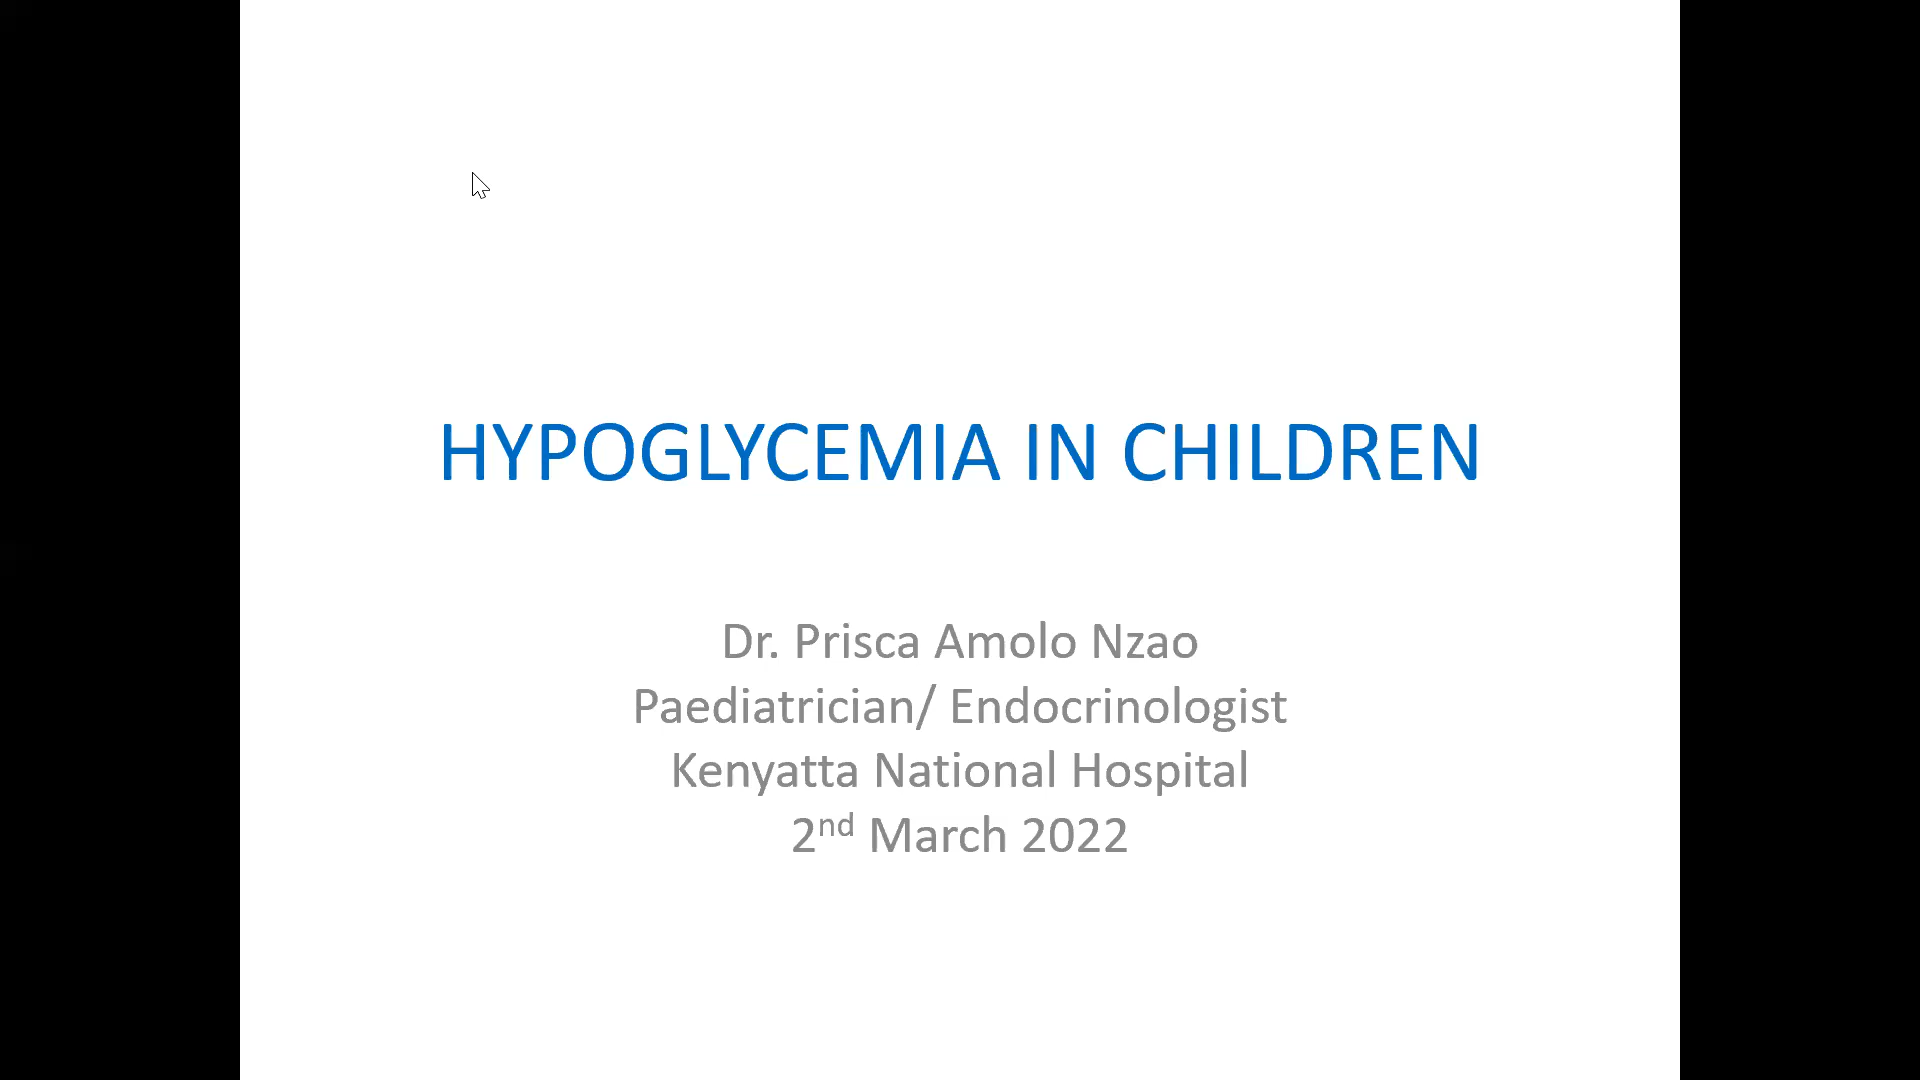 HYPOGLYCEMIA IN CHILDREN
Dr. Prisca Amolo Nzao
Paediatrician/ Endocrinologist
Kenyatta National Hospital
2nd March 2022